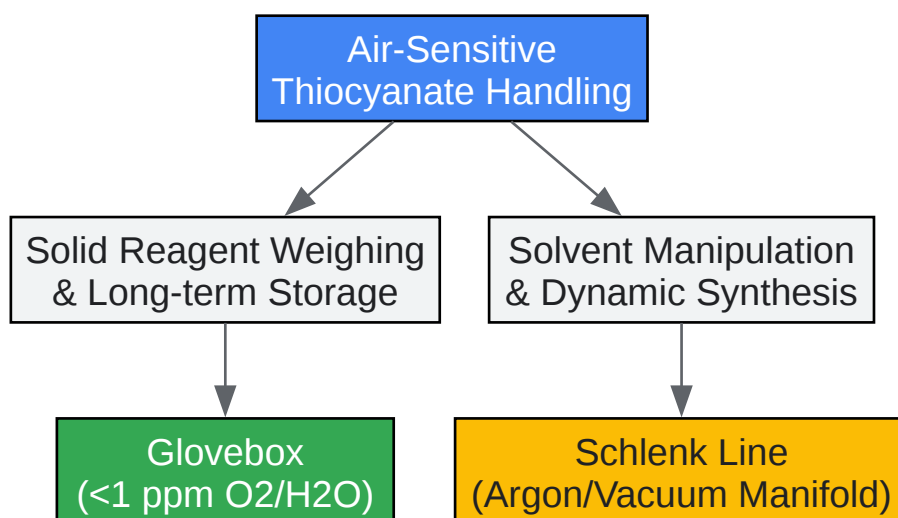 Air-Sensitive
Thiocyanate Handling
Solid Reagent Weighing
& Long-term Storage
Solvent Manipulation
& Dynamic Synthesis
Glovebox
(<1 ppm O2/H2O)
Schlenk Line
(Argon/Vacuum Manifold)